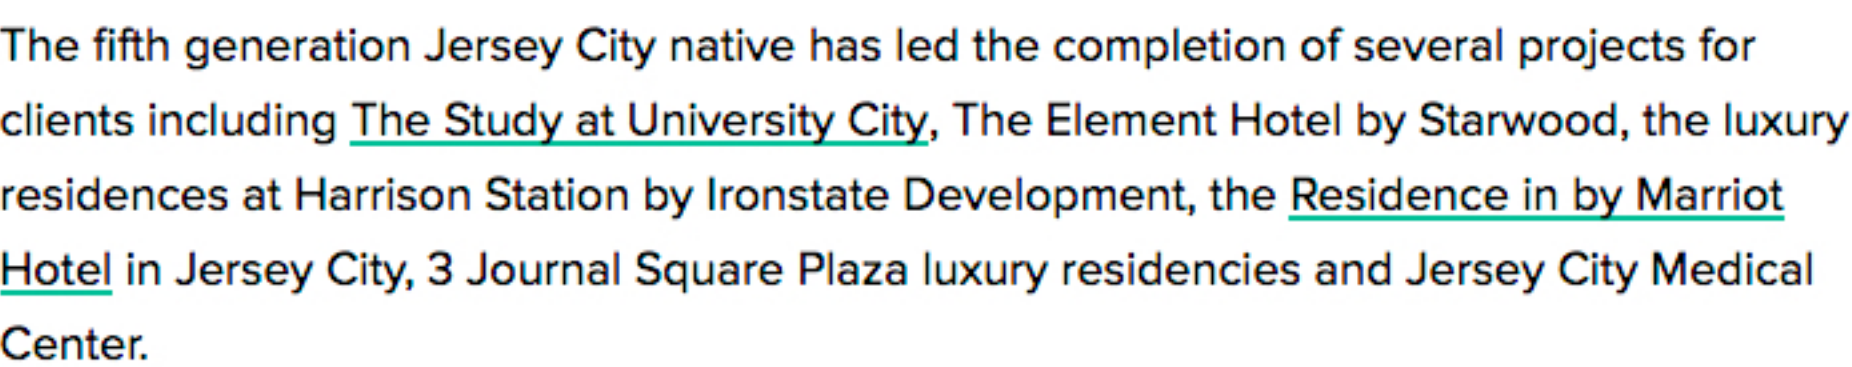 The fifth generation Jersey City native has led the completion of several projects for
clients including The Study at University City, The Element Hotel by Starwood, the luxury
residences at Harrison Station by Ironstate Development, the Residence in by Marriot
Hotel in Jersey City, 3 Journal Square Plaza luxury residencies and Jersey City Medical
Center.